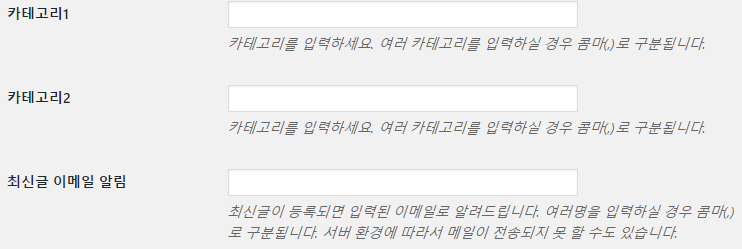 카테고리1
카테고리를 입력하세요. 여러 카테고리를 입력하실 경우 콤마(,)로 구분됩니다.
카테고리2
카테고리를 입력하세요. 여러 카테고리를 입력하실 경우 콤마(,)로 구분됩니다.
최신글 이메일 알림
최신글이 등록되면 입력된 이메일로 알려드립니다. 여러명을 입력하실 경우 콤마(,)
로 구분됩니다. 서버 환경에 따라서 메일이 전송되지 못 할 수도 있습니다.